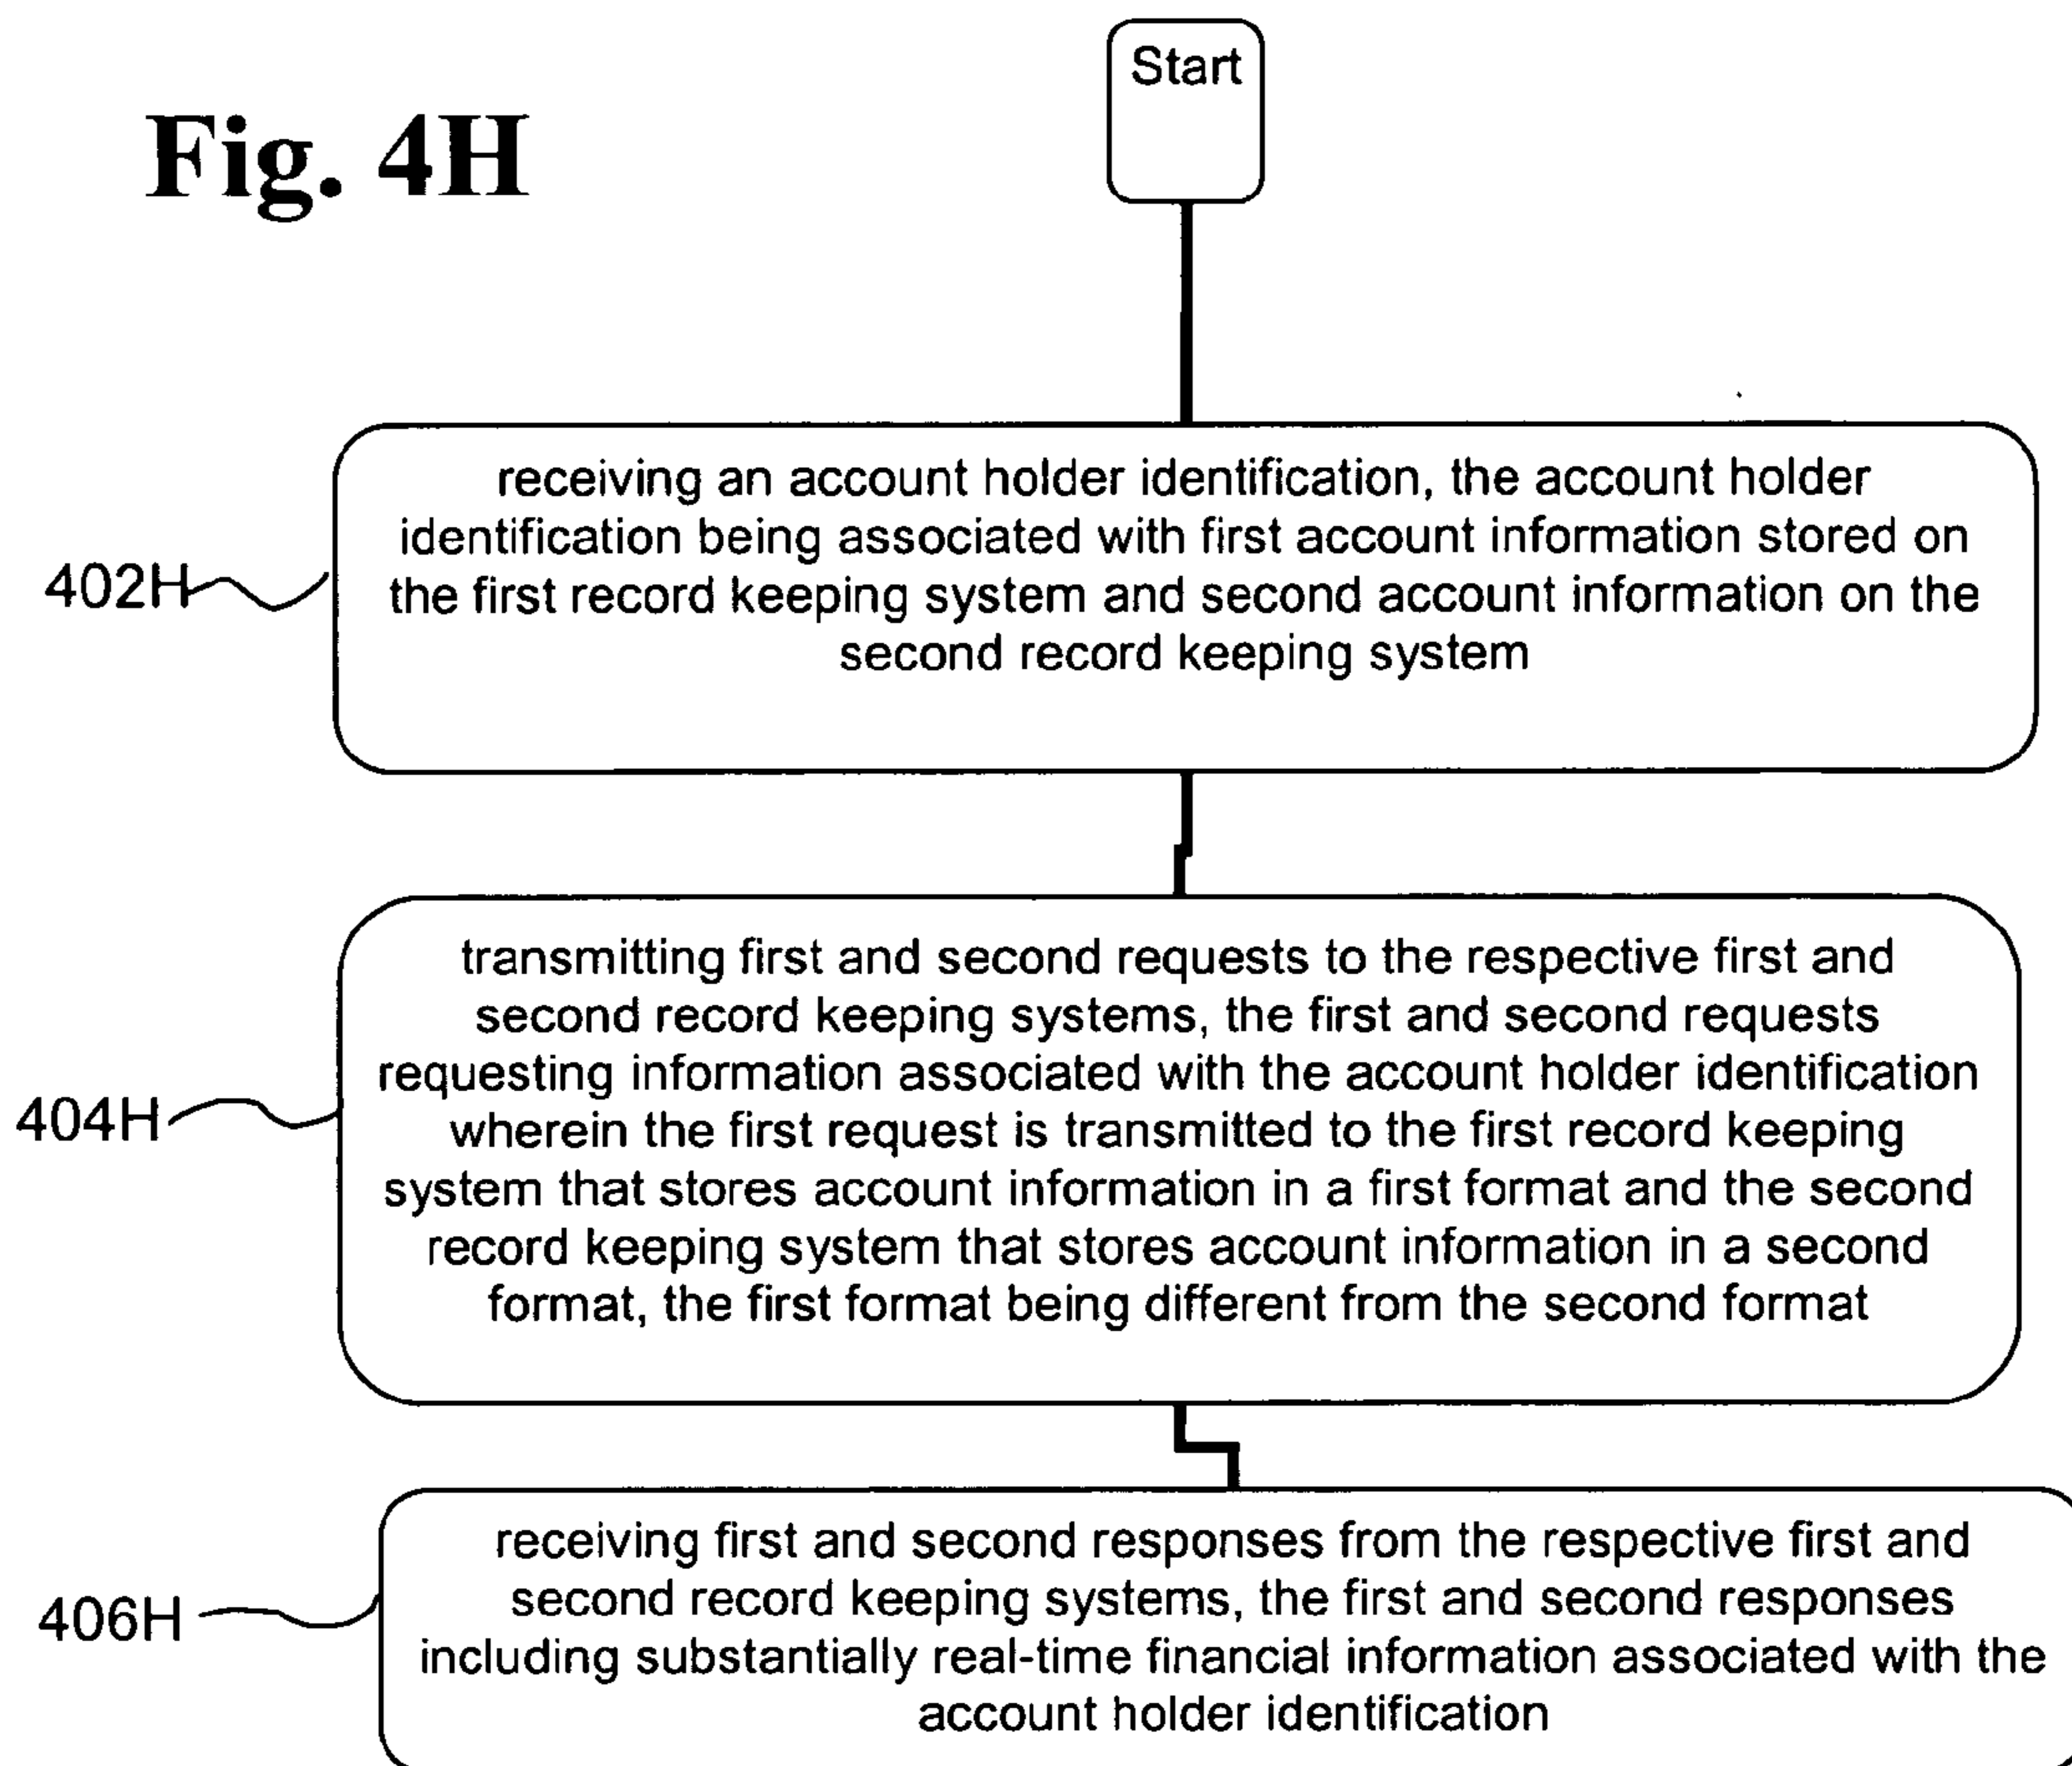 Start
Fig. 4H
receiving an account holder identification, the account holder
identification being associated with first account information stored on
the first record keeping system and second account information on the
second record keeping system
402H
transmitting first and second requests to the respective first and
second record keeping systems, the first and second requests
requesting information associated with the account holder identification
wherein the first request is transmitted to the first record keeping
system that stores account information in a first format and the second
record keeping system that stores account information in a second
format, the first format being different from the second format
404H
receiving first and second responses from the respective first and
second record keeping systems, the first and second responses
including substantially real-time financial information associated with the
account holder identification
406H